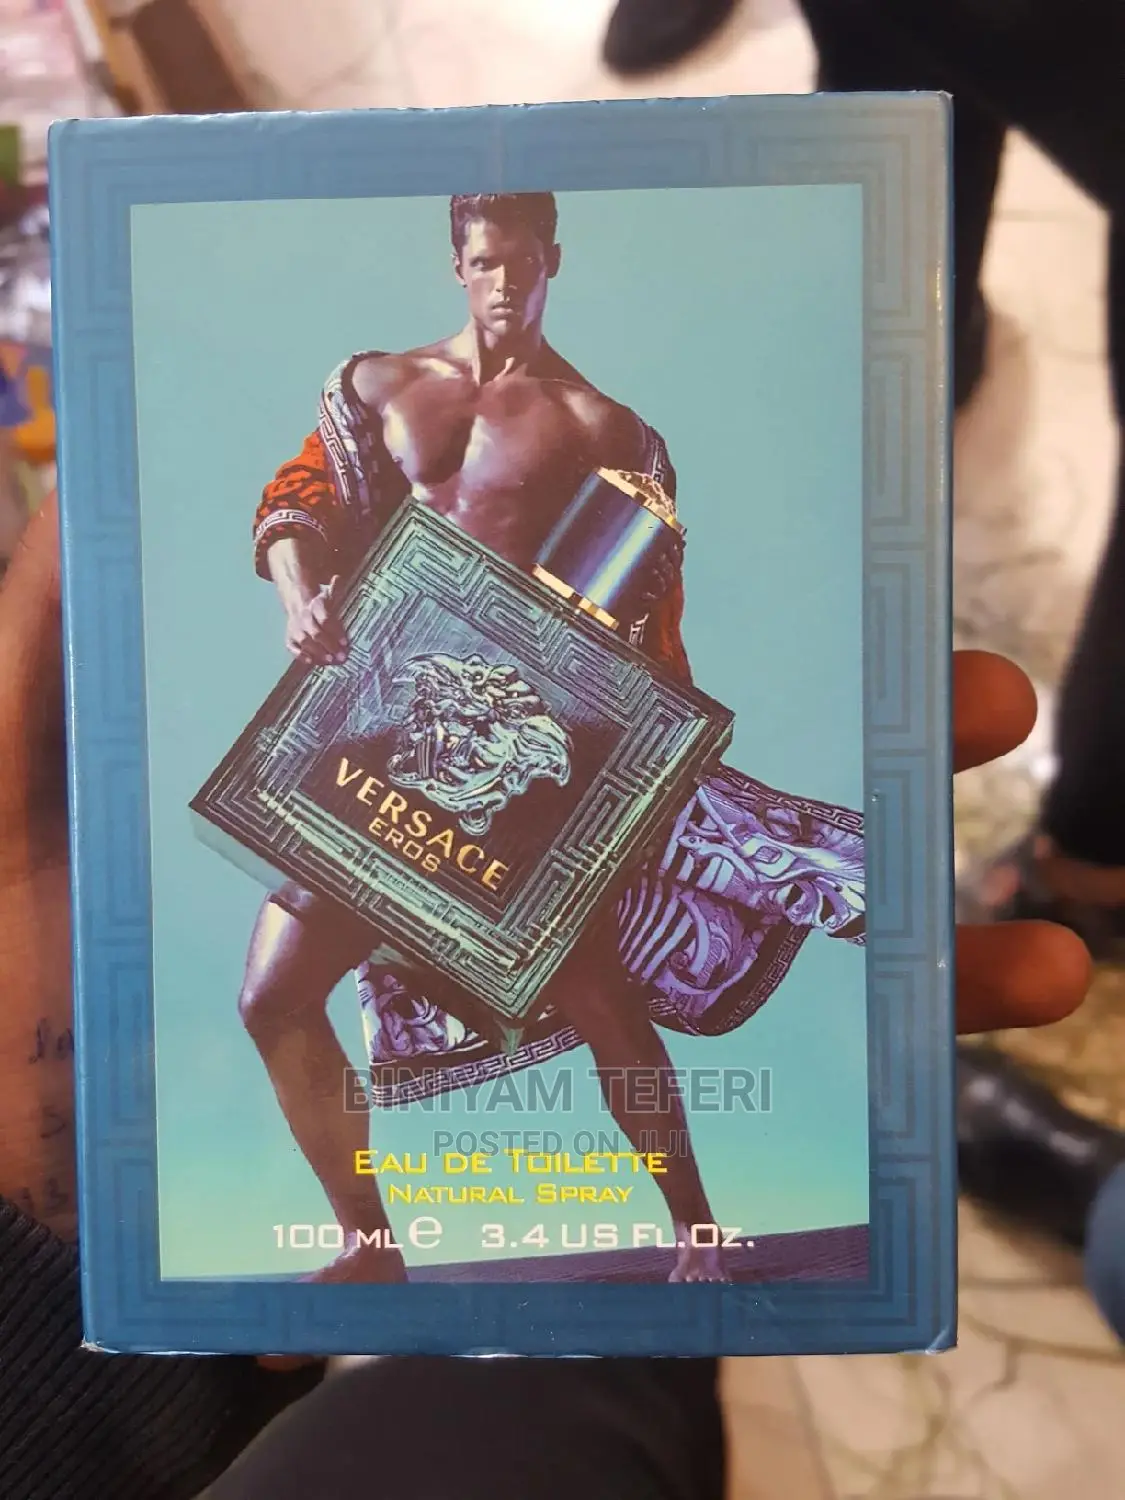 VERSACE
EROS
BINIYAM TEFERI
POSTED ON JIJI
EAU DE TOILETTE
NATURAL SPRAY
100 ML e 3.4 US FL.OZ.